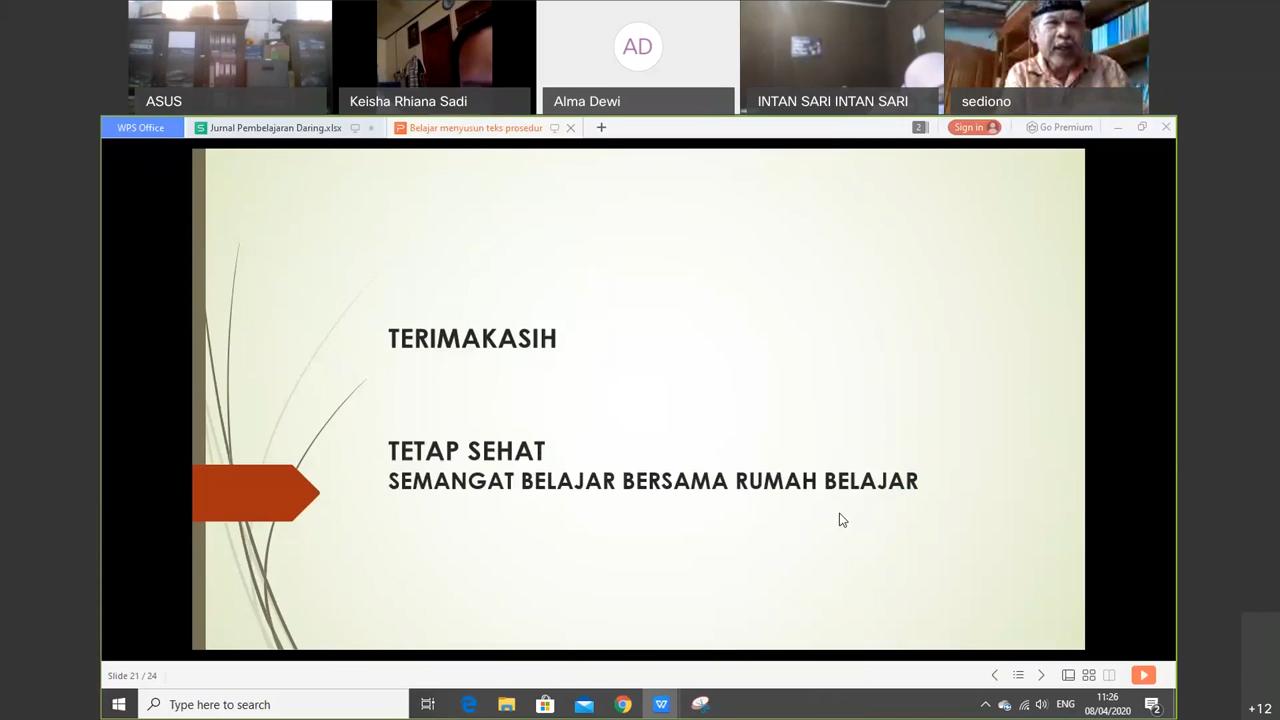 AD
ASUS
Keisha Rhiana Sadi
Alma Dewi
INTAN SARI INTAN SARI
sediono
WPS Office
Jurnal Pembelajaran Daring.xlsx
Belajar menyusun teks prosedur
2
Sign in
Go Premium
TERIMAKASIH
TETAP SEHAT
SEMANGAT BELAJAR BERSAMA RUMAH BELAJAR
Slide 21 / 24
Type here to search
ENG
11:26
08/04/2020
2
+12